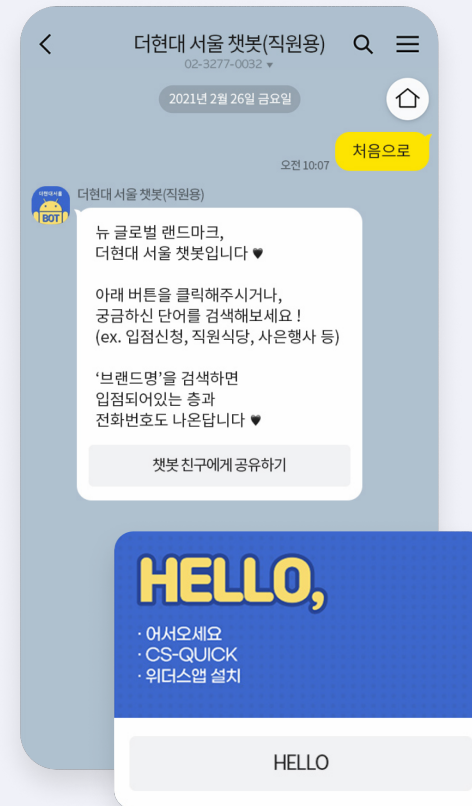 더현대 서울 챗봇(직원용)
02-3277-0032 ▼
2021년 2월 26일 금요일
처음으로
오전 10:07
더현대서울
BOT
더현대 서울 챗봇(직원용)
뉴 글로벌 랜드마크,
더현대 서울 챗봇입니다 🖤
아래 버튼을 클릭해주시거나,
궁금하신 단어를 검색해보세요 !
(ex. 입점신청, 직원식당, 사은행사 등)
‘브랜드명’을 검색하면
입점되어있는 층과
전화번호도 나온답니다 🖤
챗봇 친구에게 공유하기
HELLO,
· 어서오세요
· CS-QUICK
· 위더스앱 설치
HELLO